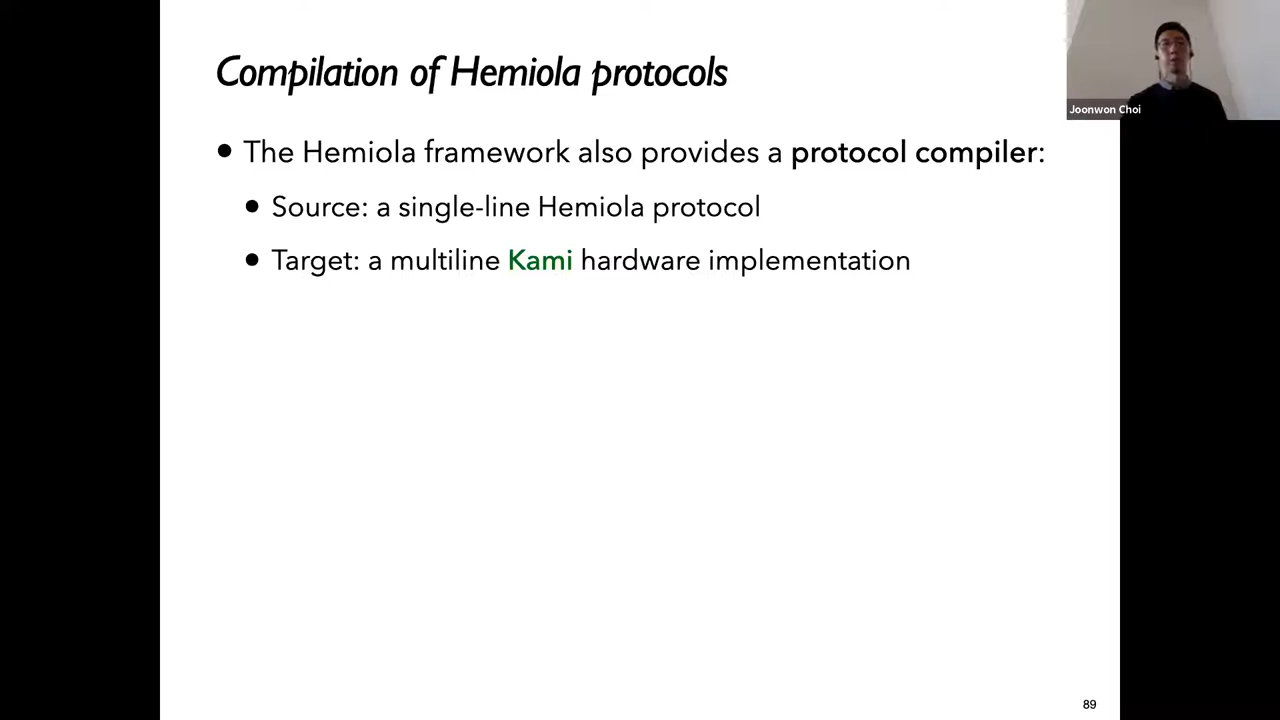 Compilation of Hemiola protocols
Joonwon Choi
• The Hemiola framework also provides a protocol compiler:
• Source: a single-line Hemiola protocol
• Target: a multiline Kami hardware implementation
89